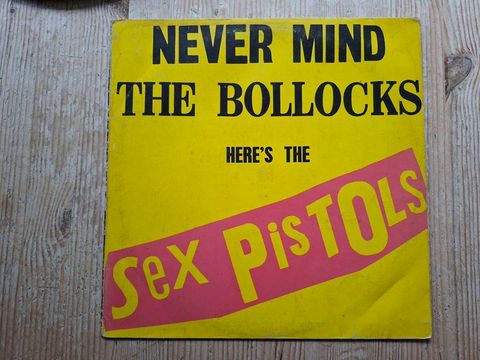 NEVER MIND
THE BOLLOCKS
HERE'S THE
Sex PiSTOLs